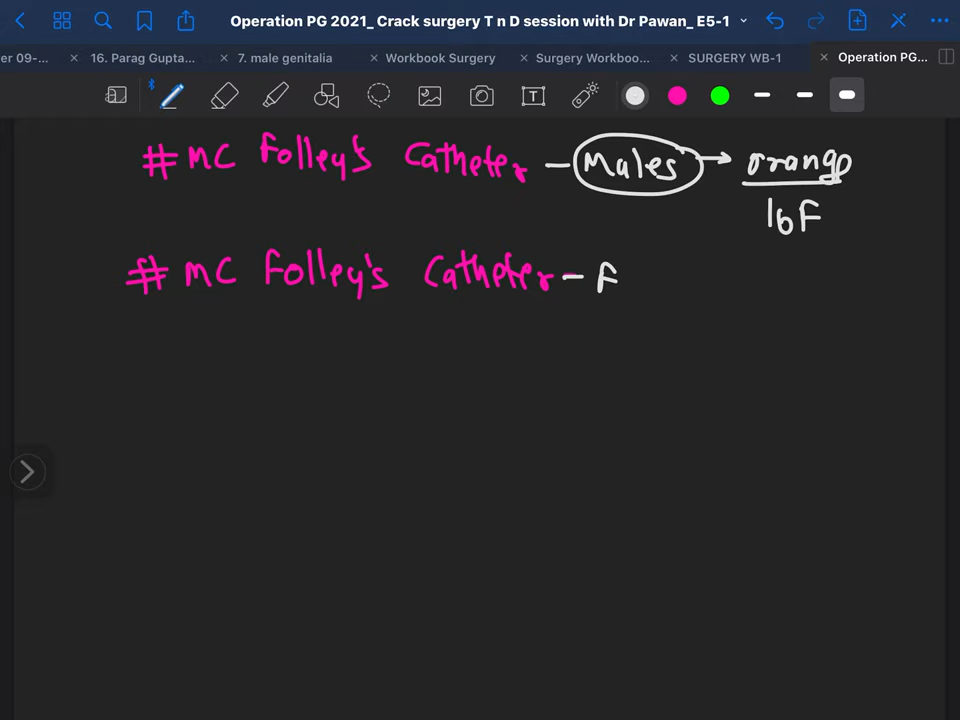 Operation PG 2021_ Crack surgery T n D session with Dr Pawan_ E5-1
er 09-... × 16. Parag Gupta... × 7. male genitalia × Workbook Surgery × Surgery Workboo... × SURGERY WB-1 × Operation PG...
T
# MC Folley's Catheter - Males → orange
16F
# MC Folley's Catheter - F